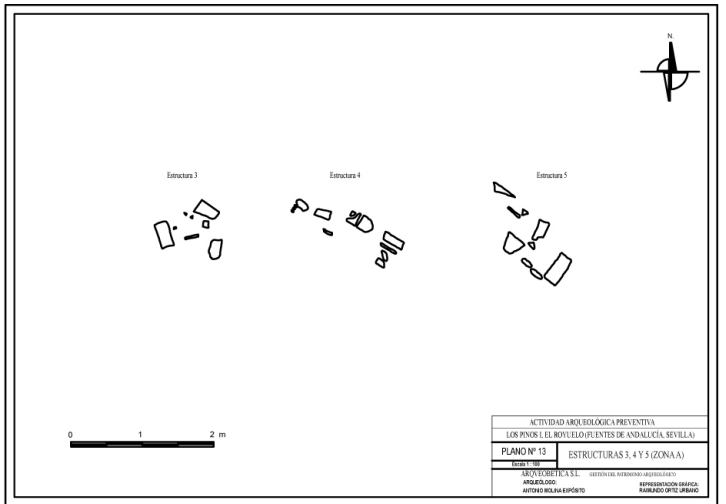 N.
Estructura 3
Estructura 4
Estructura 5
0 1 2 m
ACTIVIDAD ARQUEOLÓGICA PREVENTIVA
LOS PINOS I, EL ROYUELO (FUENTES DE ANDALUCÍA, SEVILLA)
PLANO Nº 13
ESTRUCTURAS 3, 4 Y 5 (ZONA A)
Escala 1 : 100
ARQVEOBETICA S.L. GESTIÓN DEL PATRIMONIO ARQUEOLÓGICO
ARQUEÓLOGO:
ANTONIO MOLINA EXPÓSITO
REPRESENTACIÓN GRÁFICA:
RAIMUNDO ORTIZ URBANO